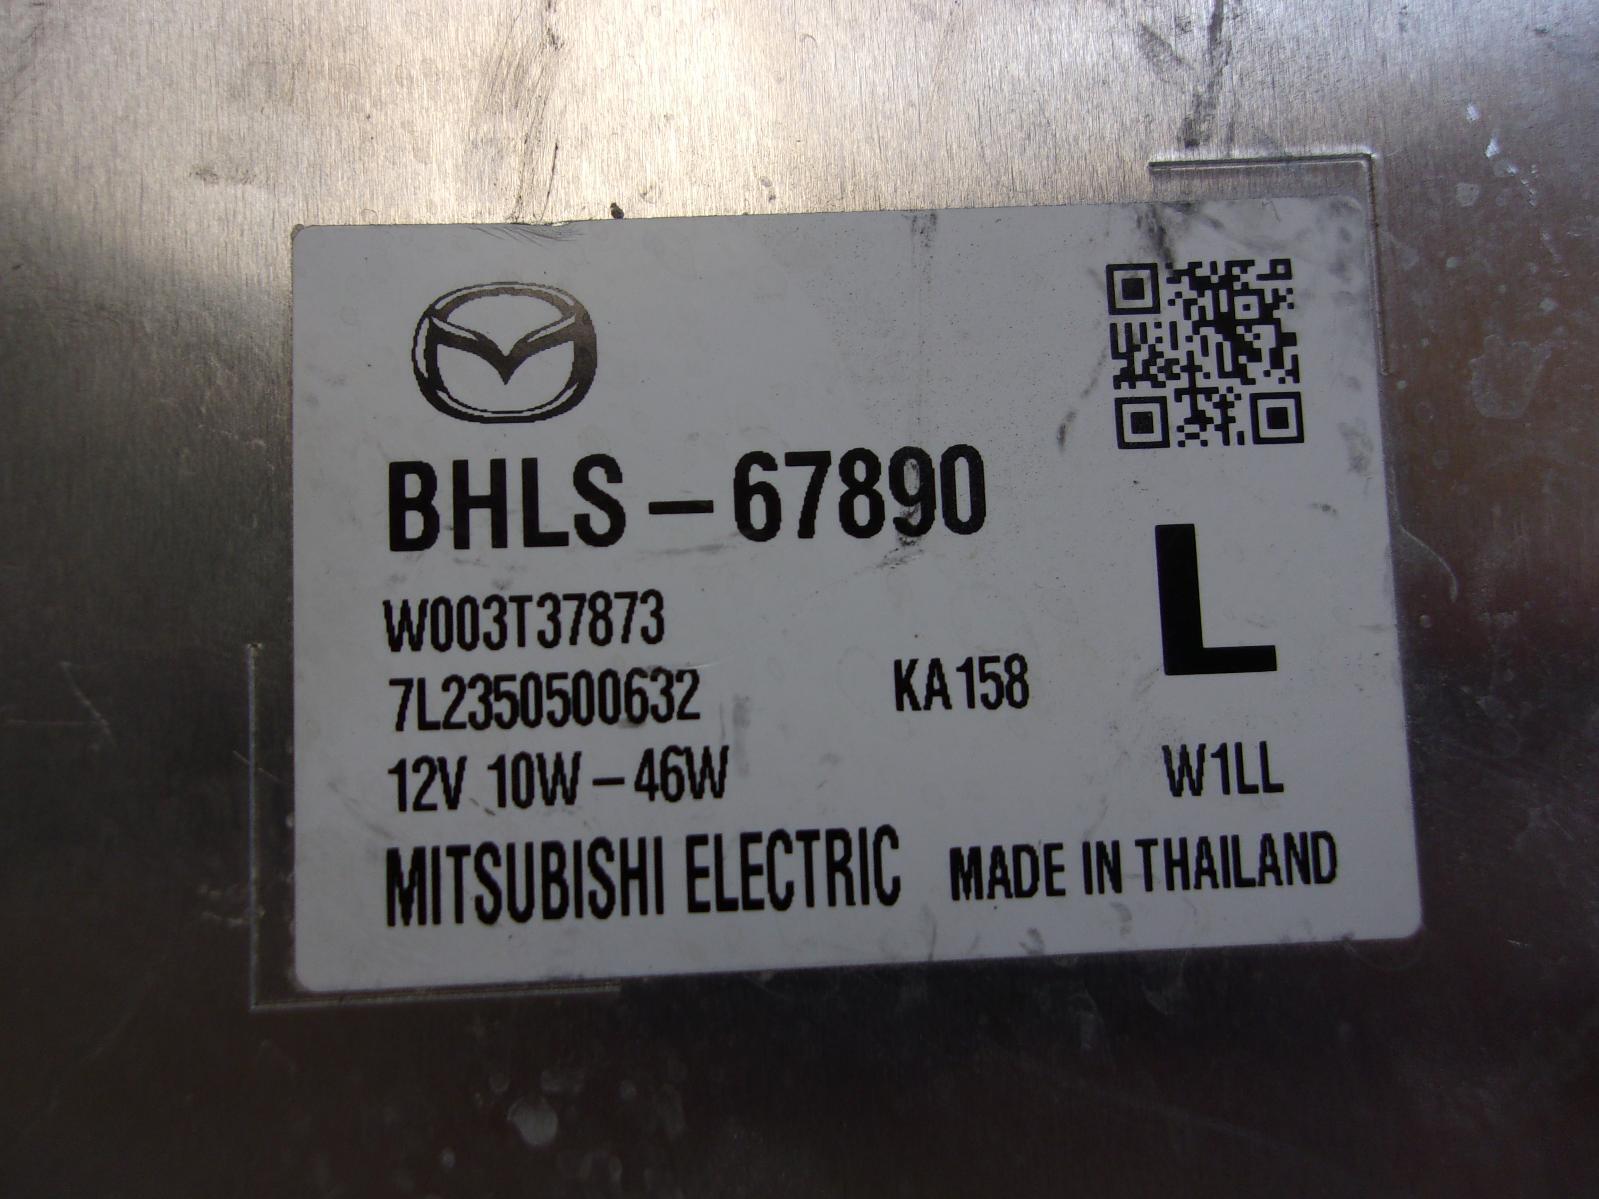 BHLS-67890
L
W003T37873
7L2350500632 KA158
12V 10W-46W W1LL
MITSUBISHI ELECTRIC MADE IN THAILAND